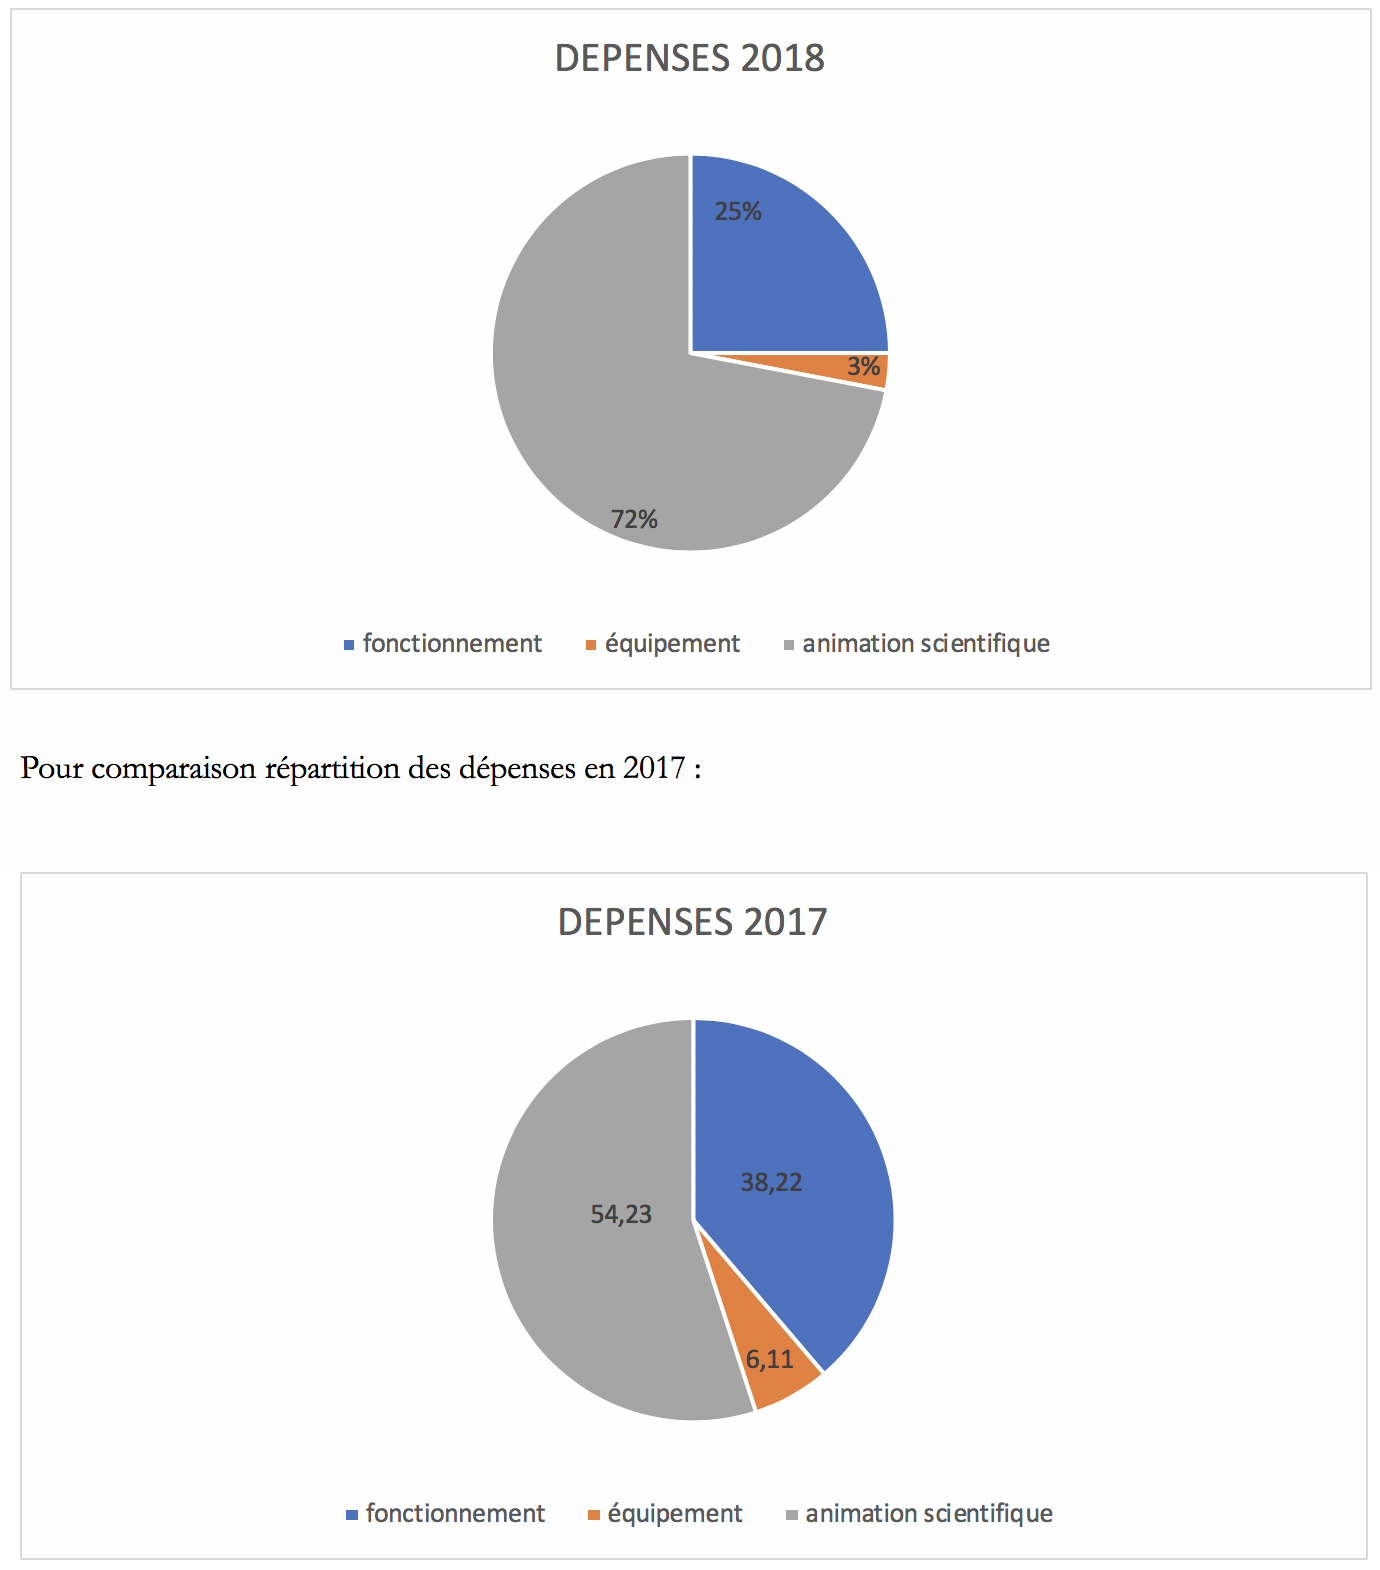 DEPENSES 2018
25%
3%
72%
fonctionnement équipement animation scientifique
Pour comparaison répartition des dépenses en 2017 :
DEPENSES 2017
38,22
54,23
6,11
fonctionnement équipement animation scientifique